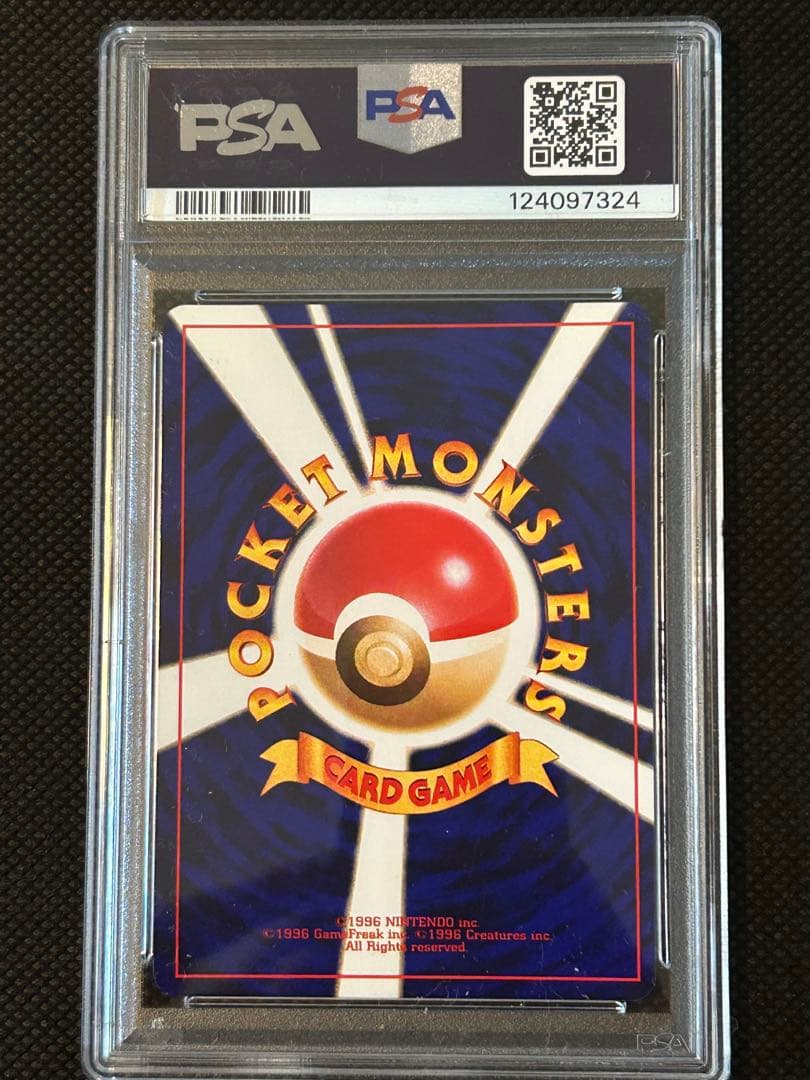 PSA
PSA
124097324
POCKET MONSTERS
CARD GAME
©1996 NINTENDO inc.
©1996 GameFreak inc. ©1996 Creatures inc.
All Rights reserved.
PSA